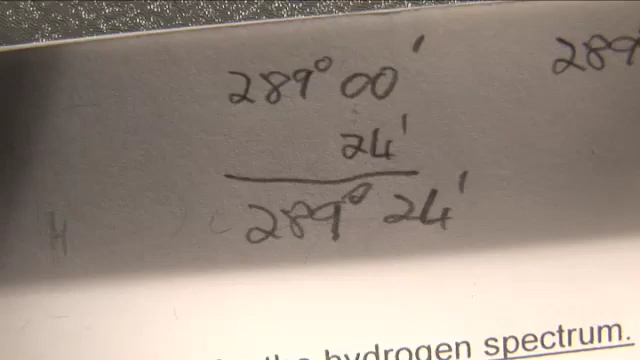 289° 00' 289°
24'
289° 24'
H
the hydrogen spectrum.